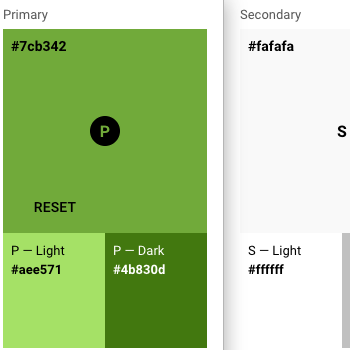 Primary
#7cb342
P
RESET
P — Light
#aee571
P — Dark
#4b830d
Secondary
#fafafa
S
S — Light
#ffffff